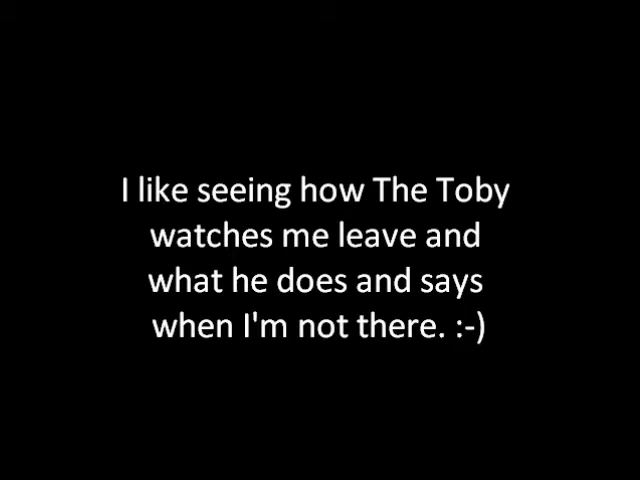 I like seeing how The Toby
watches me leave and
what he does and says
when I'm not there. :-)